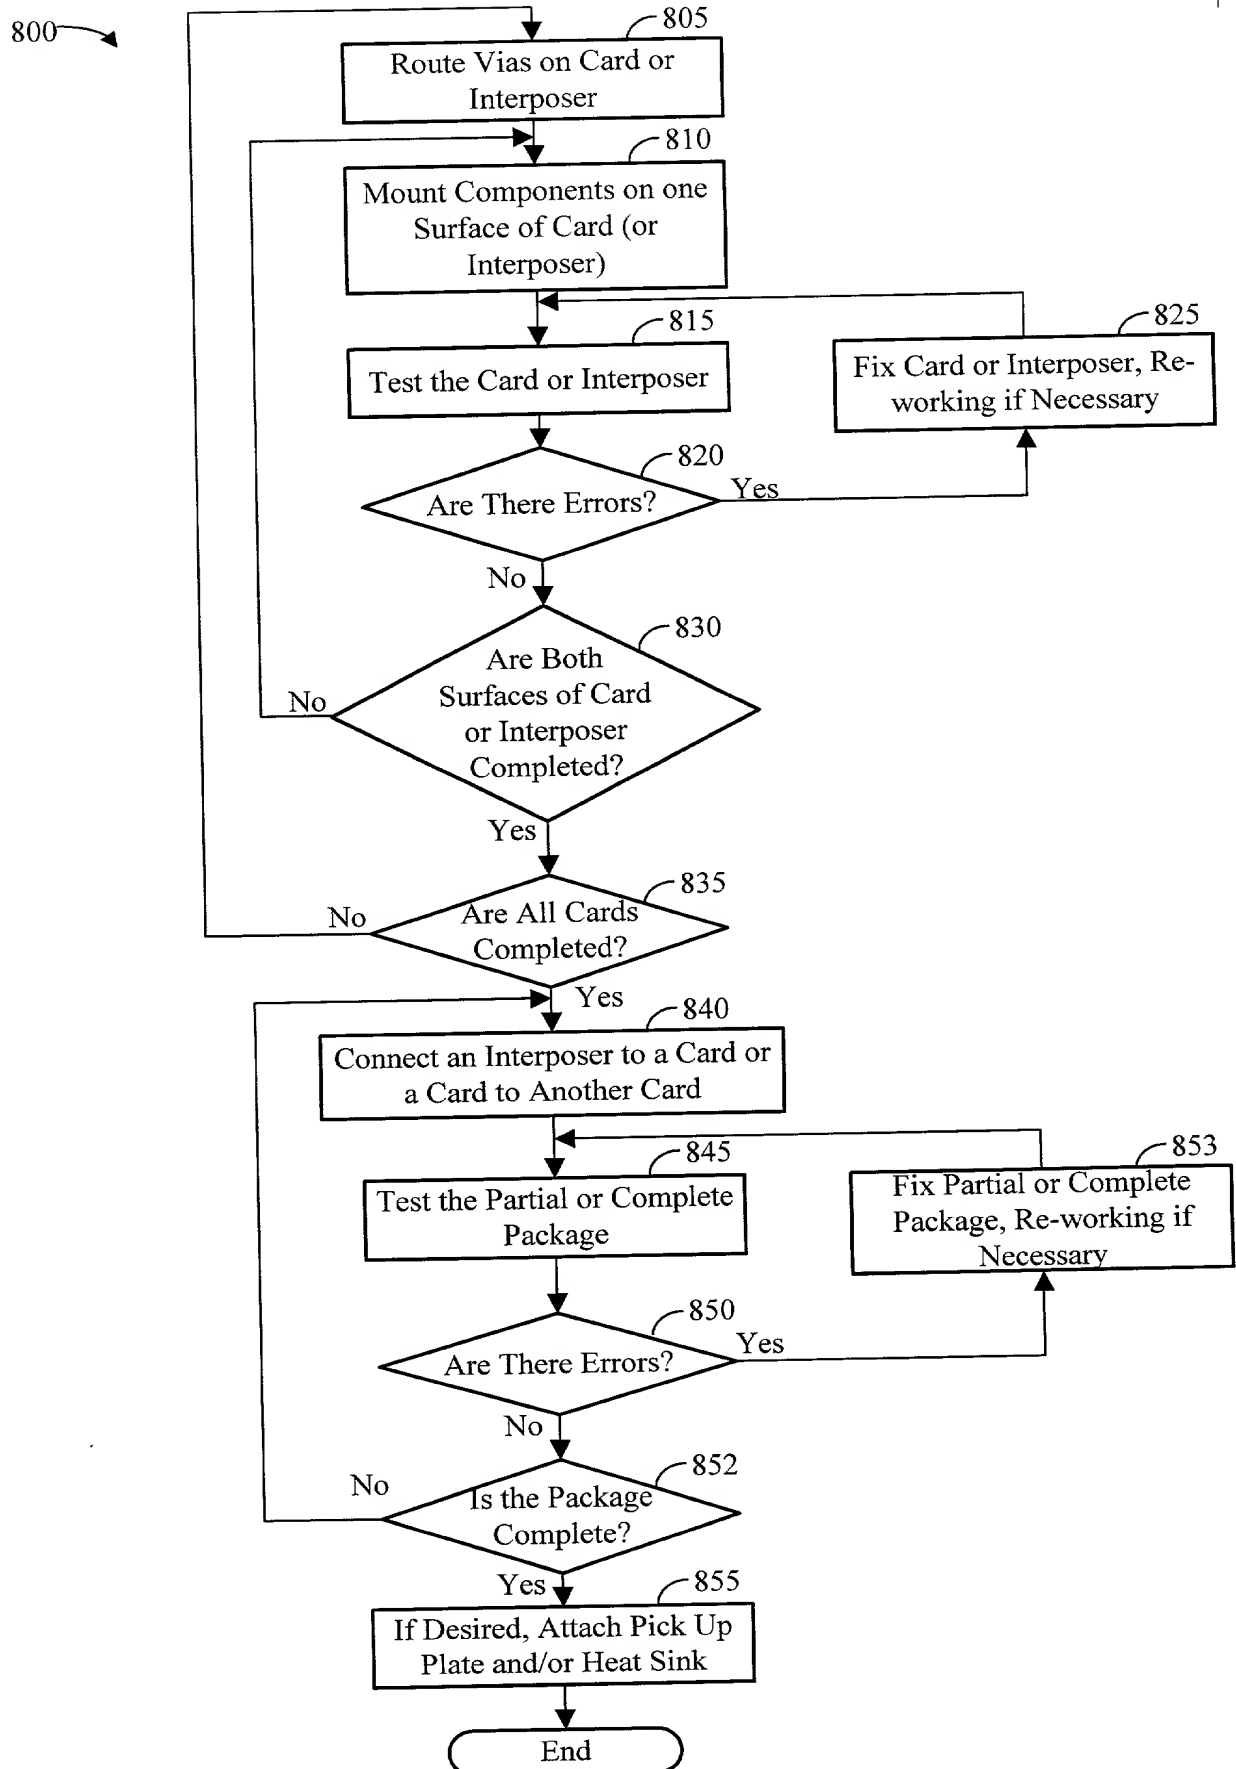 800
805
Route Vias on Card or
Interposer
810
Mount Components on one
Surface of Card (or
Interposer)
815
Test the Card or Interposer
825
Fix Card or Interposer, Re-
working if Necessary
820
Are There Errors?
Yes
No
830
Are Both
Surfaces of Card
or Interposer
Completed?
No
Yes
835
Are All Cards
Completed?
No
Yes
840
Connect an Interposer to a Card or
a Card to Another Card
845
Test the Partial or Complete
Package
853
Fix Partial or Complete
Package, Re-working if
Necessary
850
Are There Errors?
Yes
No
852
Is the Package
Complete?
No
Yes
855
If Desired, Attach Pick Up
Plate and/or Heat Sink
End